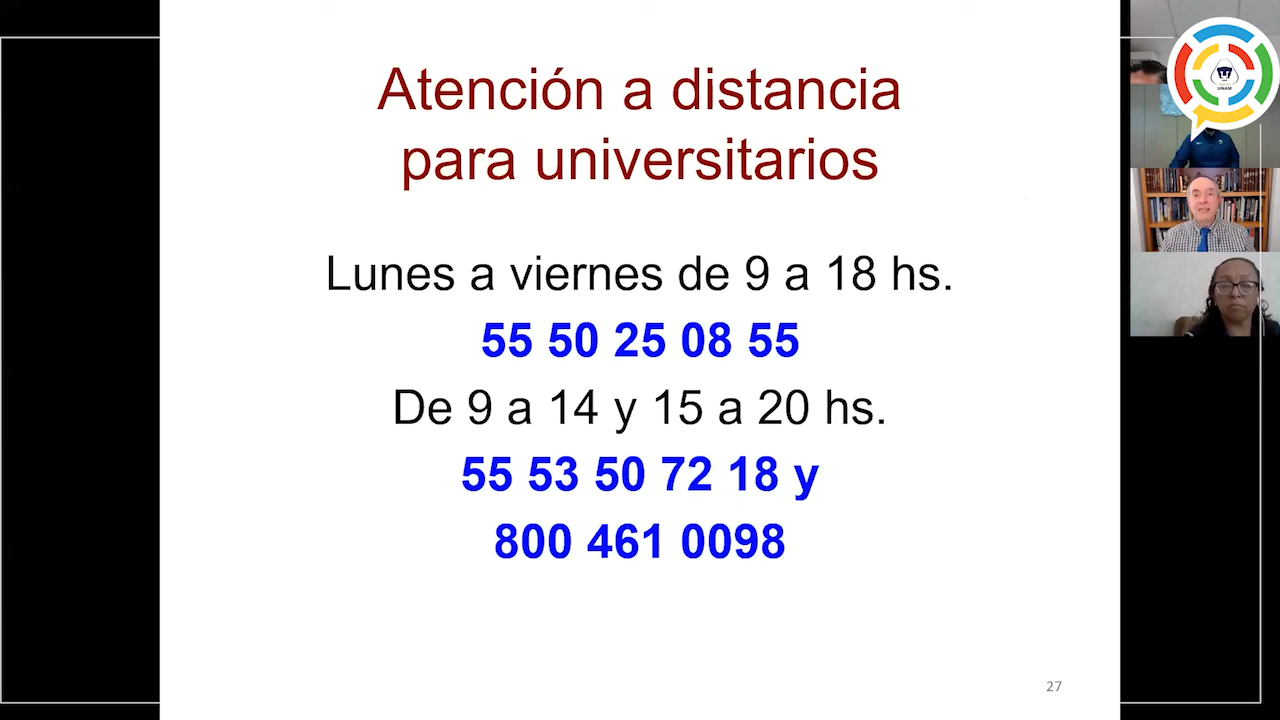 Atención a distancia
para universitarios
Lunes a viernes de 9 a 18 hs.
55 50 25 08 55
De 9 a 14 y 15 a 20 hs.
55 53 50 72 18 y
800 461 0098
27
UNAM